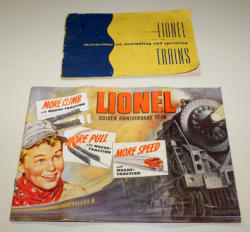 LIONEL
instructions for assembling and operating
TRAINS
MORE CLIMB
with MAGNE-TRACTION
LIONEL
GOLDEN ANNIVERSARY YEAR
MORE PULL
with MAGNE-
TRACTION
MORE SPEED
with
MAGNE-
TRACTION